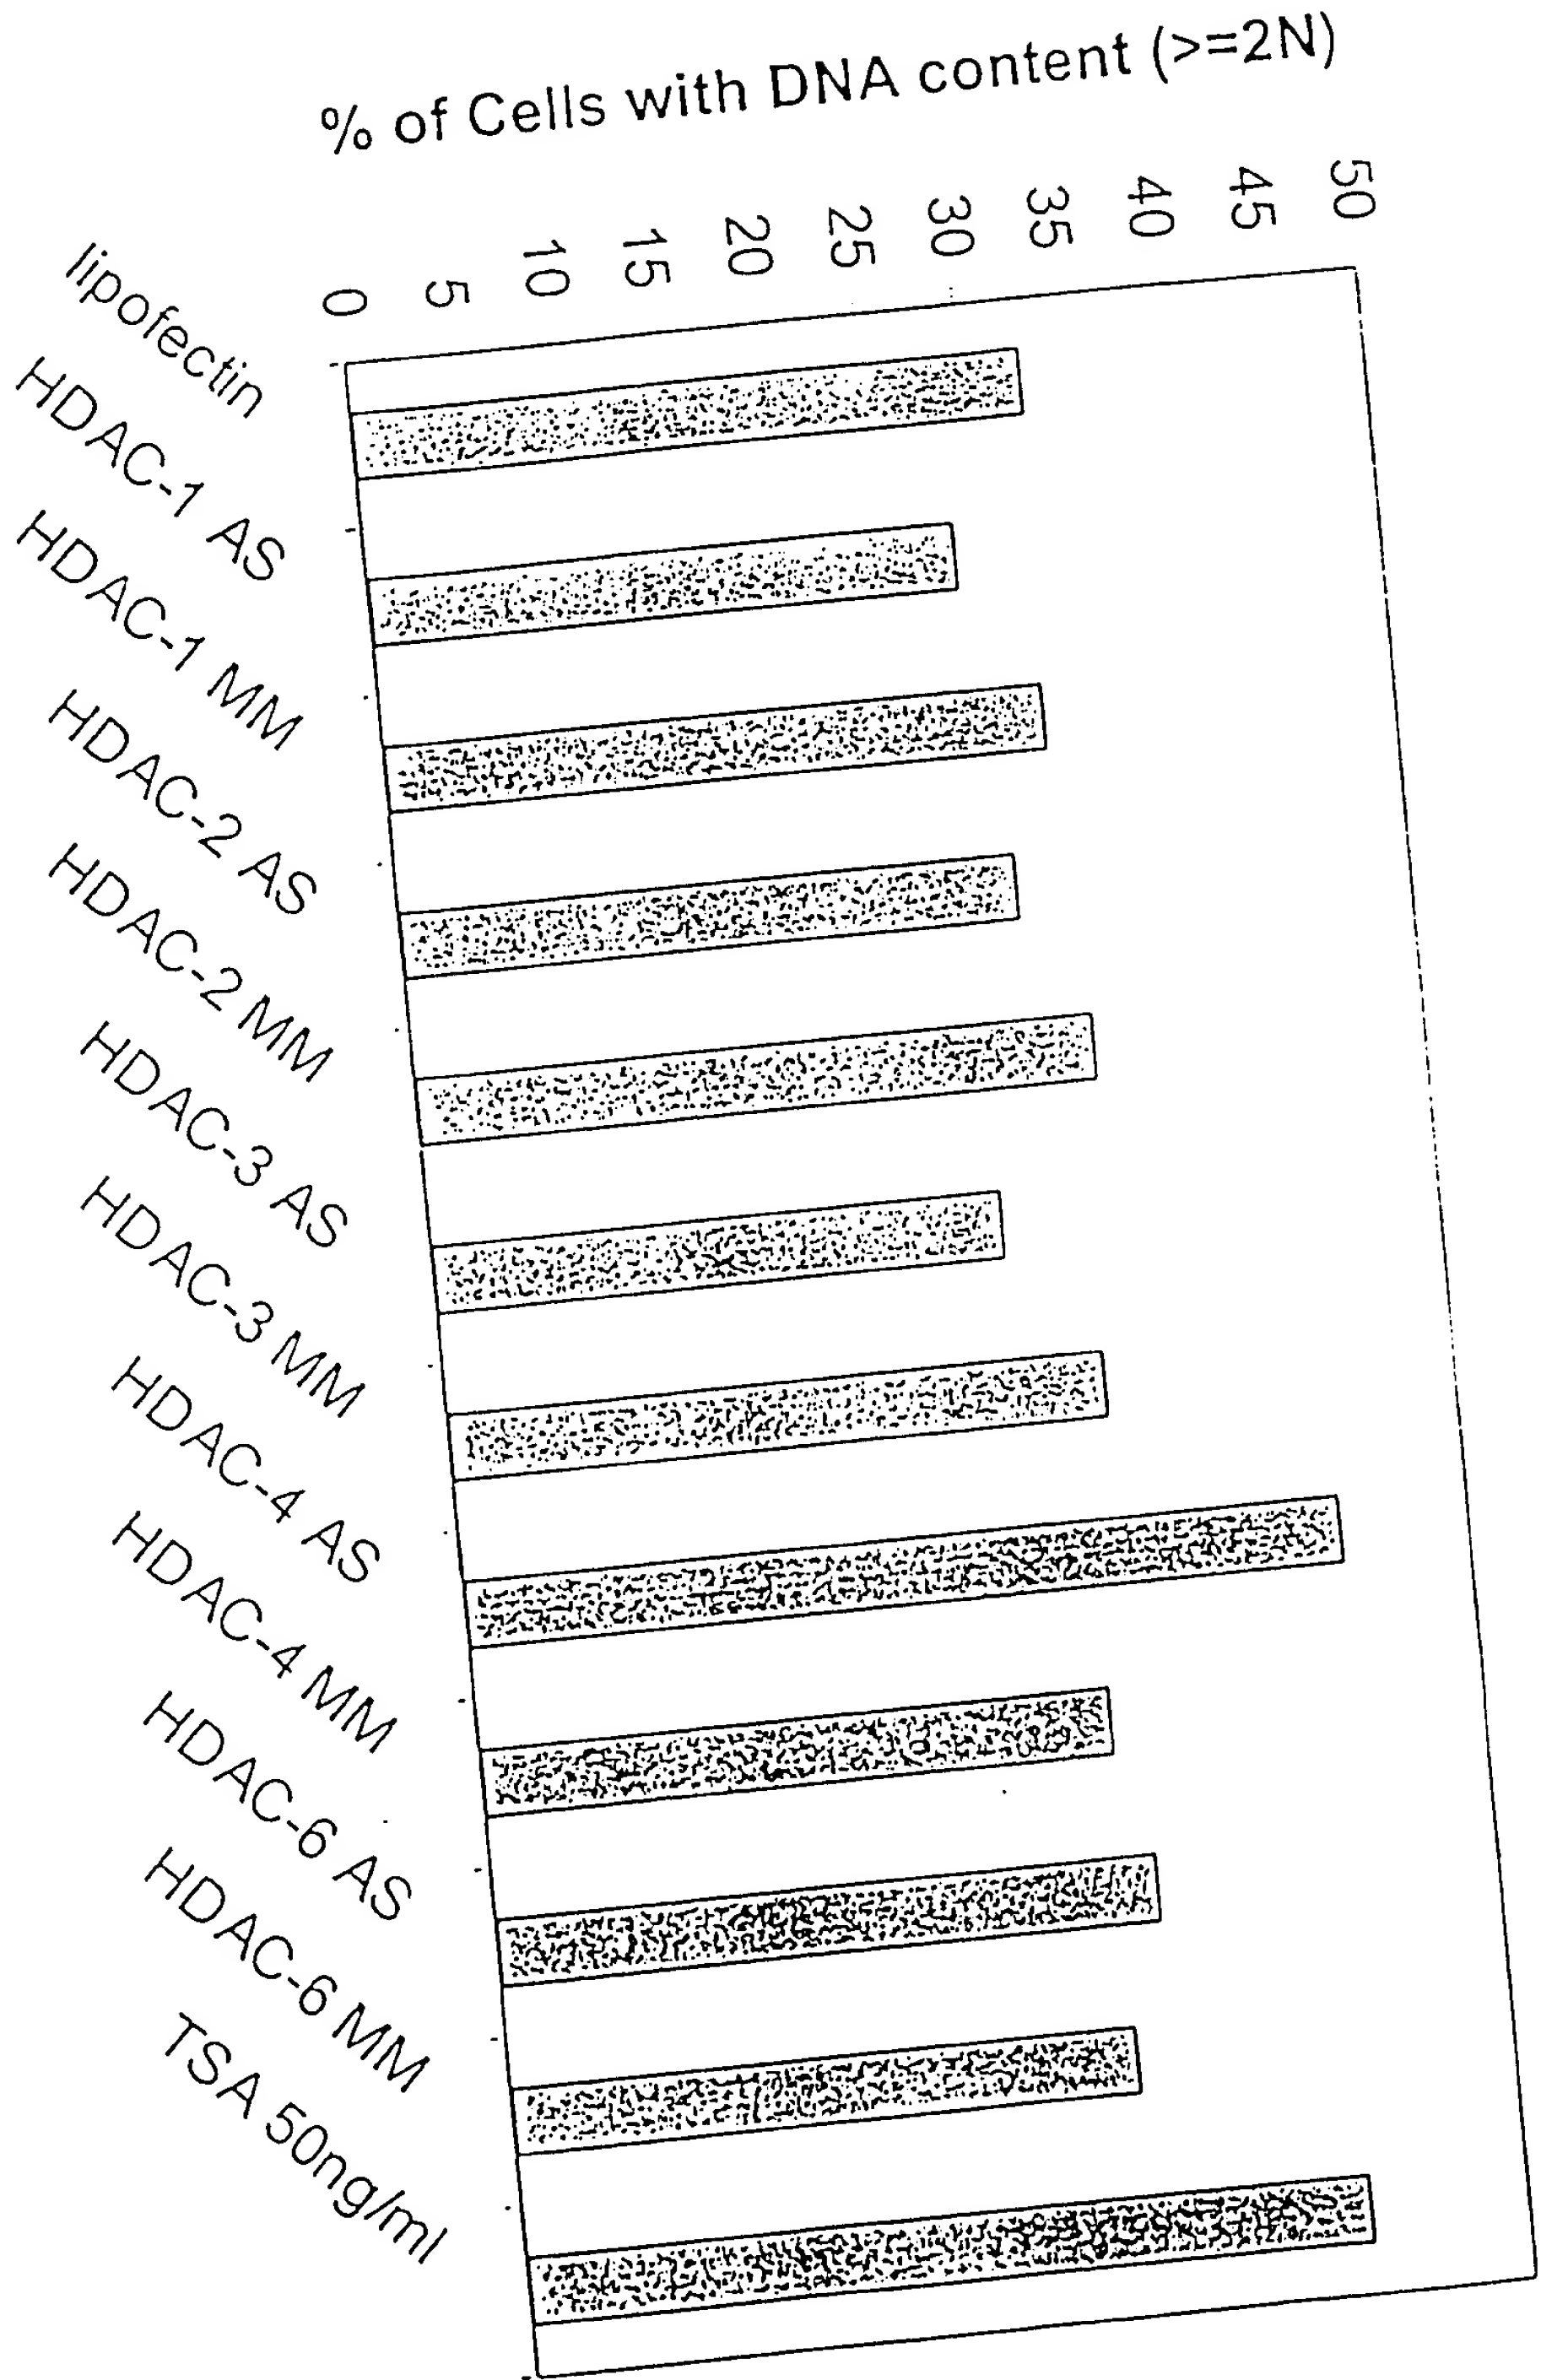 % of Cells with DNA content (>=2N)
0
5
10
15
20
25
30
35
40
45
50
lipofectin
HDAC-1 AS
HDAC-1 MM
HDAC-2 AS
HDAC-2 MM
HDAC-3 AS
HDAC-3 MM
HDAC-4 AS
HDAC-4 MM
HDAC-6 AS
HDAC-6 MM
TSA 50ng/ml